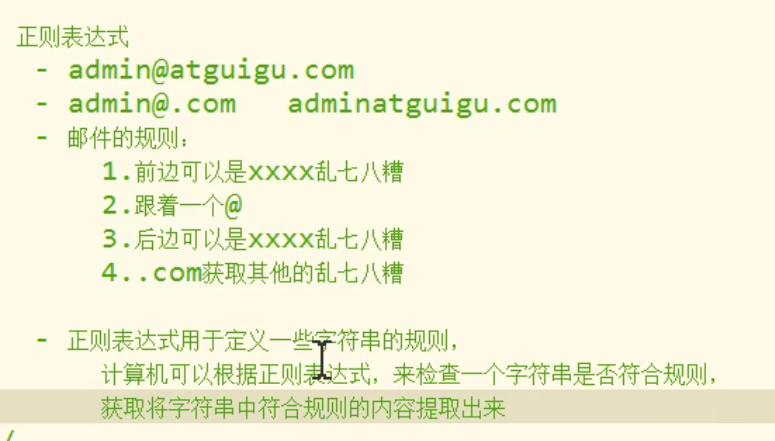 正则表达式
- admin@atguigu.com
- admin@.com adminatguigu.com
- 邮件的规则：
1.前边可以是xxxx乱七八糟
2.跟着一个@
3.后边可以是xxxx乱七八糟
4..com获取其他的乱七八糟
- 正则表达式用于定义一些字符串的规则，
计算机可以根据正则表达式，来检查一个字符串是否符合规则，
获取将字符串中符合规则的内容提取出来
/